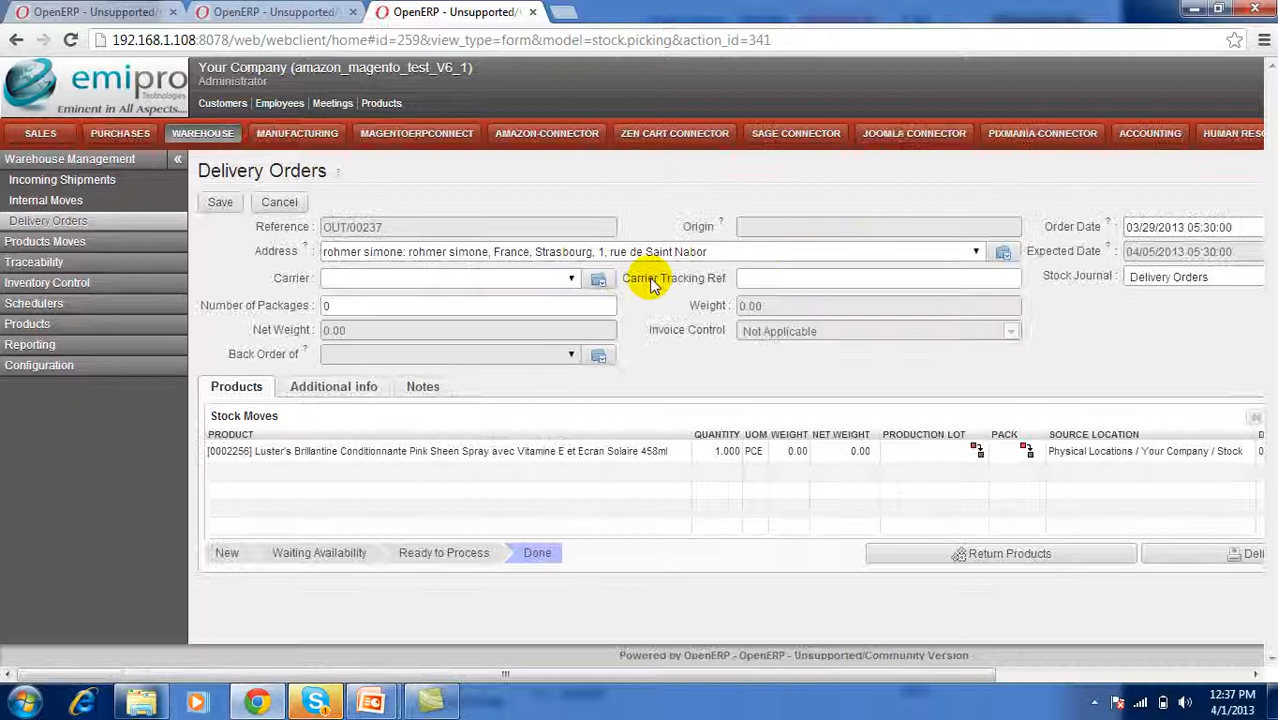 OpenERP - Unsupported/ × OpenERP - Unsupported/ × OpenERP - Unsupported/ ×
192.168.1.108:8078/web/webclient/home#id=259&view_type=form&model=stock.picking&action_id=341
emipro
Technologies
Eminent in All Aspects....
Your Company (amazon_magento_test_V6_1)
Administrator
Customers Employees Meetings Products
SALES PURCHASES WAREHOUSE MANUFACTURING MAGENTOERPCONNECT AMAZON-CONNECTOR ZEN CART CONNECTOR SAGE CONNECTOR JOOMLA CONNECTOR PIXMANIA-CONNECTOR ACCOUNTING HUMAN RES
Warehouse Management «
Incoming Shipments
Internal Moves
Delivery Orders
Products Moves
Traceability
Inventory Control
Schedulers
Products
Reporting
Configuration
Delivery Orders ?
Save Cancel
Reference : OUT/00237 Origin ? Order Date ? 03/29/2013 05:30:00
Address ? : rohmer simone: rohmer simone, France, Strasbourg, 1, rue de Saint Nabor Expected Date ? 04/05/2013 05:30:00
Carrier : Carrier Tracking Ref Stock Journal : Delivery Orders
Number of Packages : 0 Weight : 0.00
Net Weight : 0.00 Invoice Control Not Applicable
Back Order of ? :
Products Additional info Notes
Stock Moves
PRODUCT QUANTITY UOM WEIGHT NET WEIGHT PRODUCTION LOT PACK SOURCE LOCATION D
[0002256] Luster's Brillantine Conditionnante Pink Sheen Spray avec Vitamine E et Ecran Solaire 458ml 1.000 PCE 0.00 0.00 Physical Locations / Your Company / Stock 0
New Waiting Availability Ready to Process Done Return Products Deli
Powered by OpenERP - OpenERP - Unsupported/Community Version
12:37 PM
4/1/2013